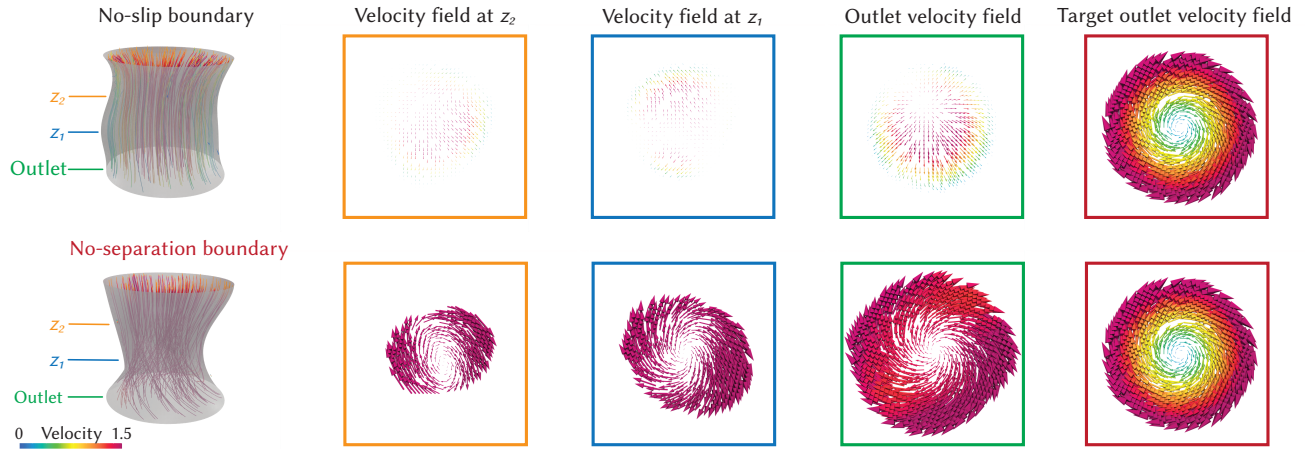 No-slip boundary
Velocity field at z₂
Velocity field at z₁
Outlet velocity field
Target outlet velocity field
z₂
z₁
Outlet
No-separation boundary
z₂
z₁
Outlet
0 Velocity 1.5